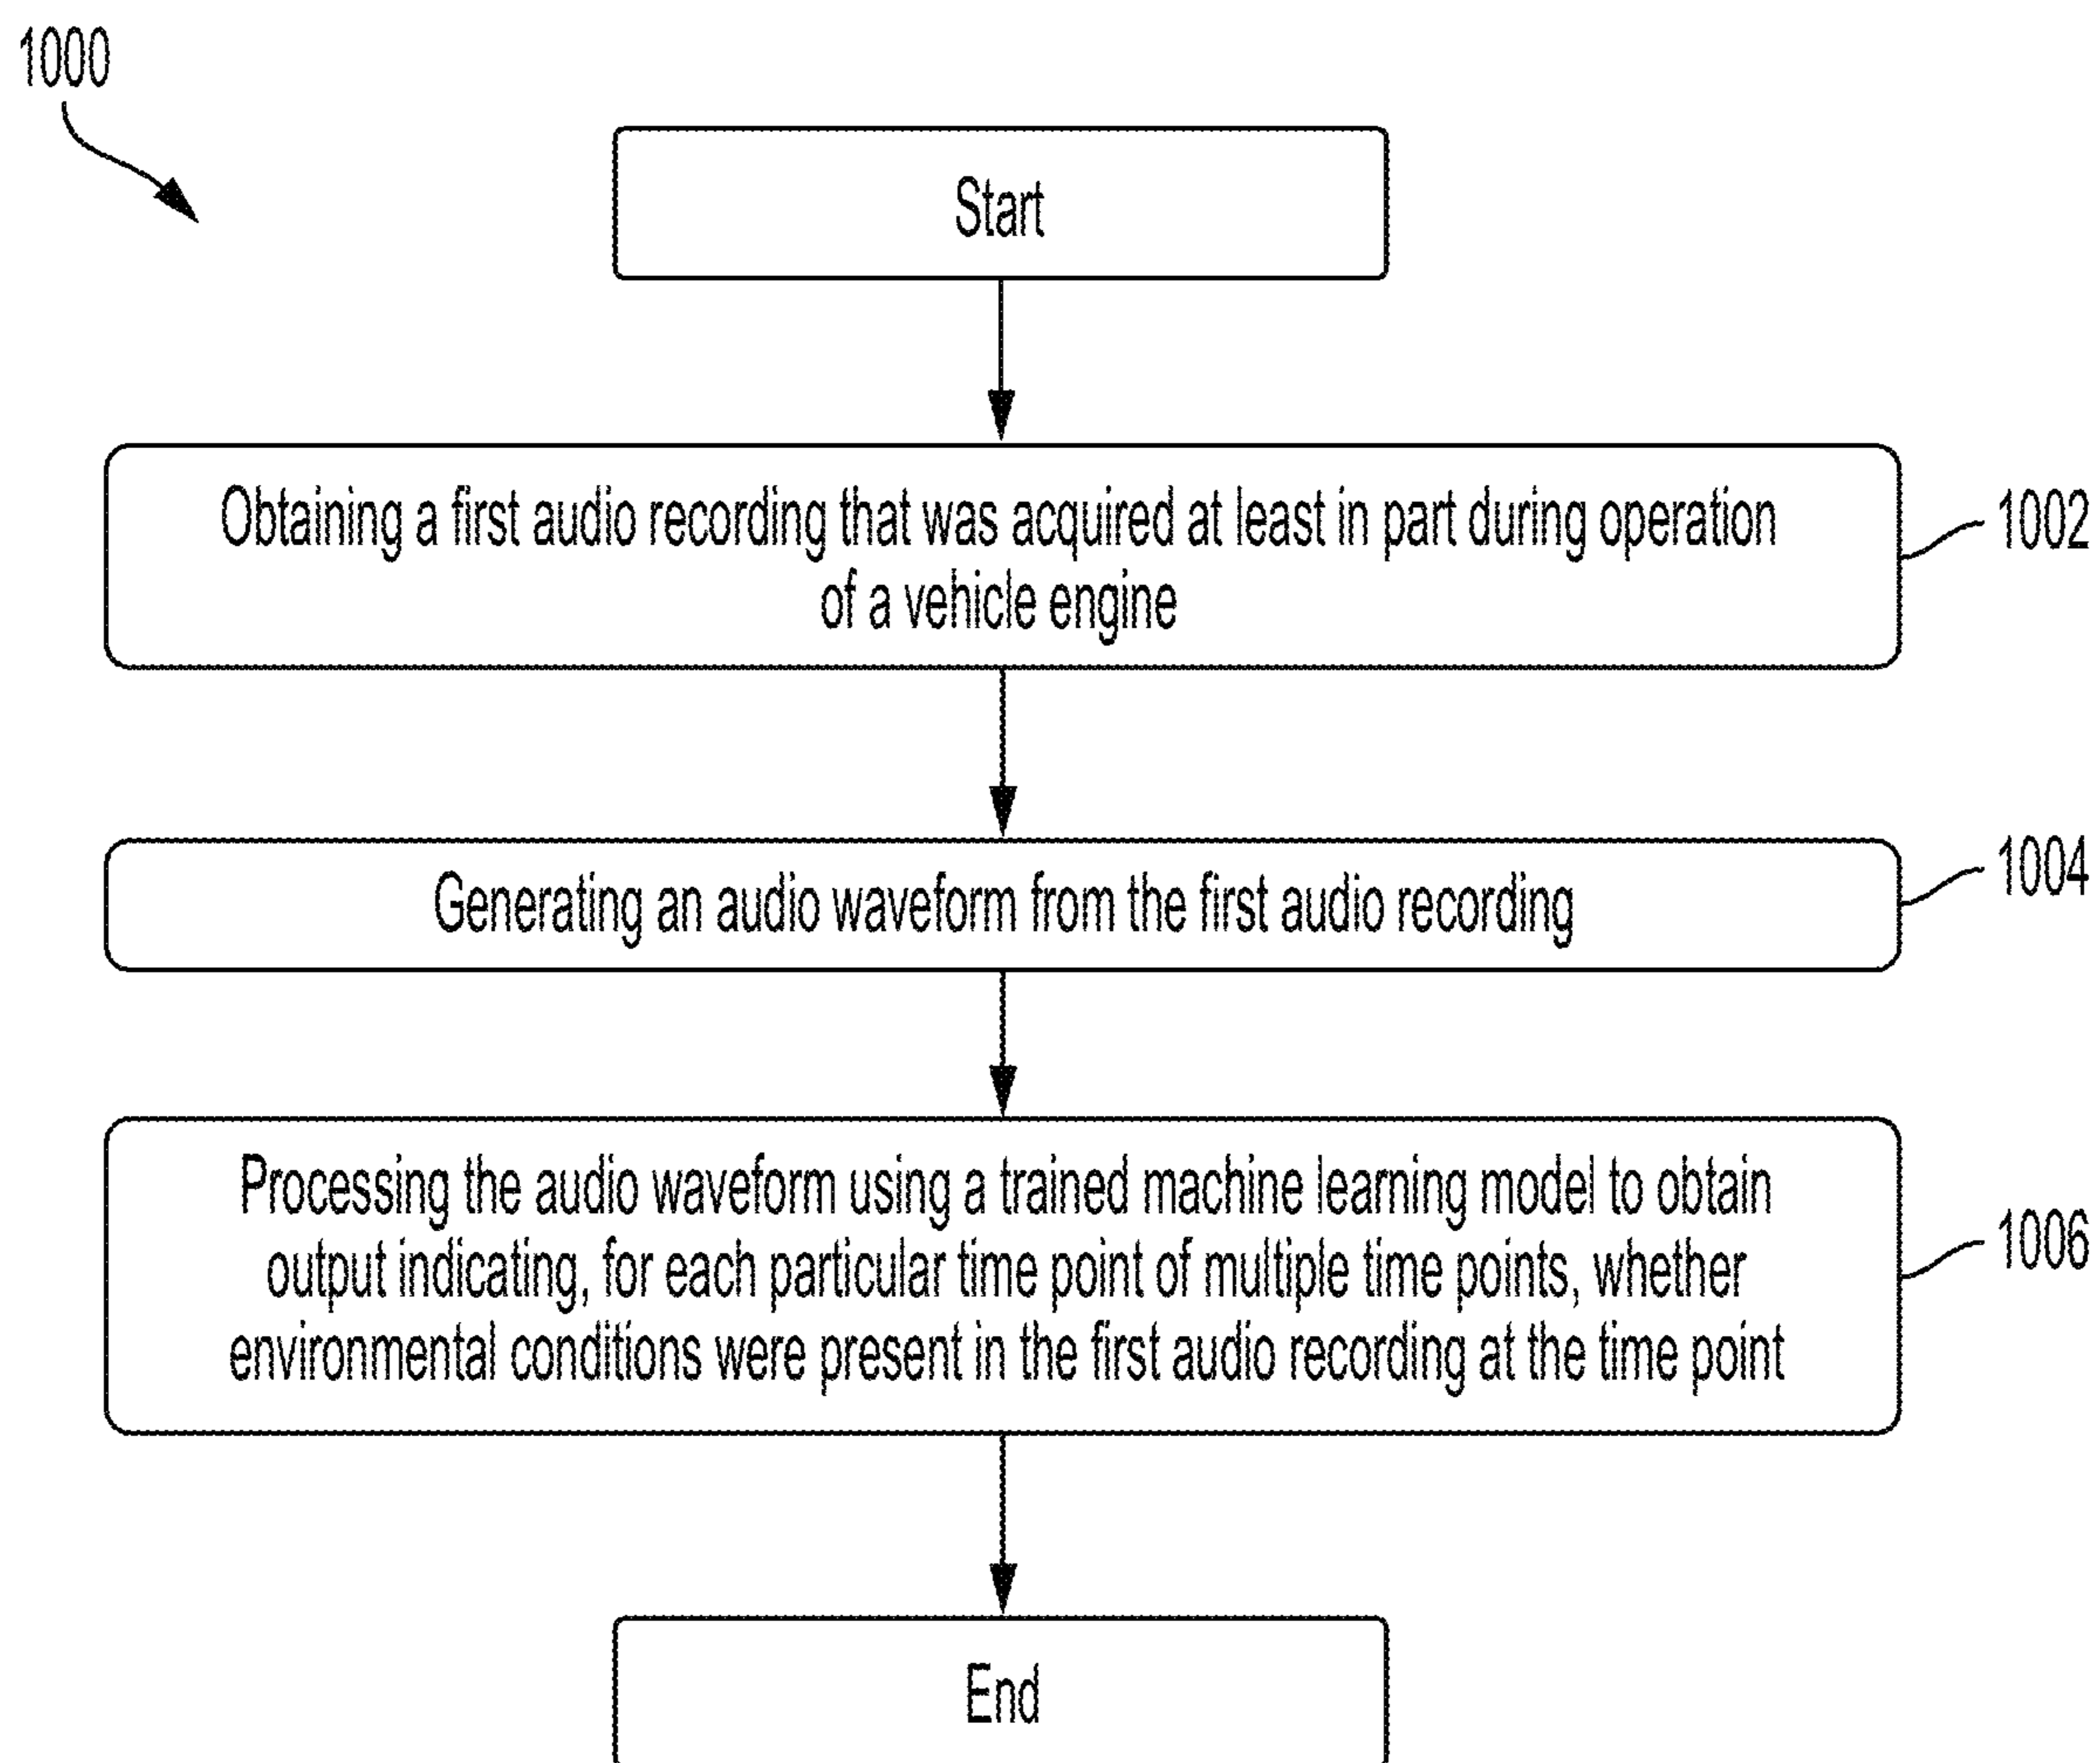 1000
Start
Obtaining a first audio recording that was acquired at least in part during operation
of a vehicle engine
1002
Generating an audio waveform from the first audio recording
1004
Processing the audio waveform using a trained machine learning model to obtain
output indicating, for each particular time point of multiple time points, whether
environmental conditions were present in the first audio recording at the time point
1006
End